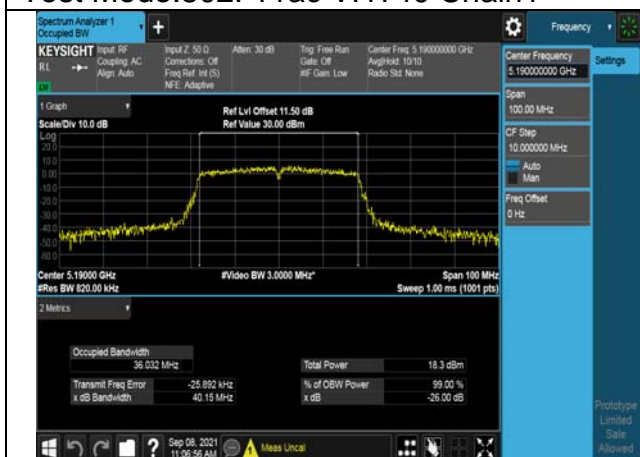 Spectrum Analyzer 1
Occupied BW
Frequency
KEYSIGHT
RL
Input: RF
Coupling: AC
Align: Auto
Input Z: 50 Ω
Corrections: Off
Freq Ref: Int (S)
NFE: Adaptive
Atten: 30 dB
Trig: Free Run
Gate: Off
#IF Gain: Low
Center Freq: 5.190000000 GHz
Avg|Hold: 10/10
Radio Std: None
Center Frequency
5.190000000 GHz
Settings
Span
100.00 MHz
CF Step
10.000000 MHz
Auto
Man
Freq Offset
0 Hz
1 Graph
Scale/Div 10.0 dB
Ref Lvl Offset 11.50 dB
Ref Value 30.00 dBm
Log
20.0
10.0
0.00
-10.0
-20.0
-30.0
-40.0
-50.0
-60.0
Center 5.19000 GHz
#Res BW 820.00 kHz
#Video BW 3.0000 MHz*
Span 100 MHz
Sweep 1.00 ms (1001 pts)
2 Metrics
Occupied Bandwidth
36.032 MHz
Total Power
18.3 dBm
Transmit Freq Error
-25.892 kHz
% of OBW Power
99.00 %
x dB Bandwidth
40.15 MHz
x dB
-26.00 dB
Prototype
Limited
Sale
Allowed
Sep 08, 2021
11:06:56 AM
Meas Uncal